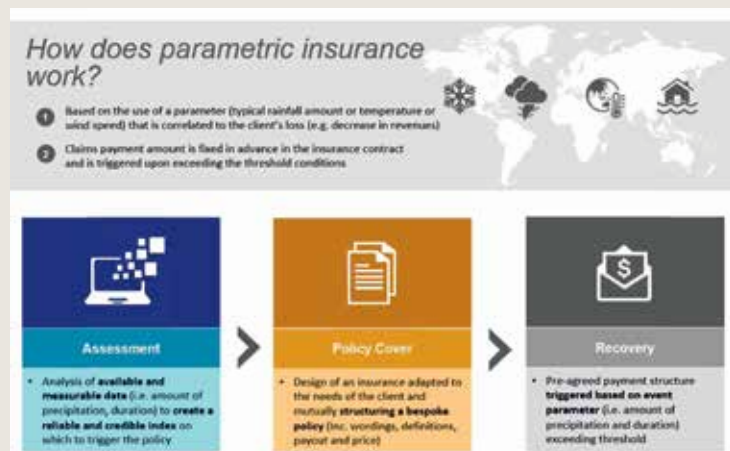 How does parametric insurance
work?
1 Based on the use of a parameter (typical rainfall amount or temperature or
wind speed) that is correlated to the client's loss (e.g. decrease in revenues)
2 Claims payment amount is fixed in advance in the insurance contract
and is triggered upon exceeding the threshold conditions
Assessment
• Analysis of available and
measurable data (i.e. amount of
precipitation, duration) to create a
reliable and credible index on
which to trigger the policy
Policy Cover
• Design of an insurance adapted to
the needs of the client and
mutually structuring a bespoke
policy (inc. wordings, definitions,
payout and price)
$
Recovery
• Pre-agreed payment structure
triggered based on event
parameter (i.e. amount of
precipitation and duration)
exceeding threshold